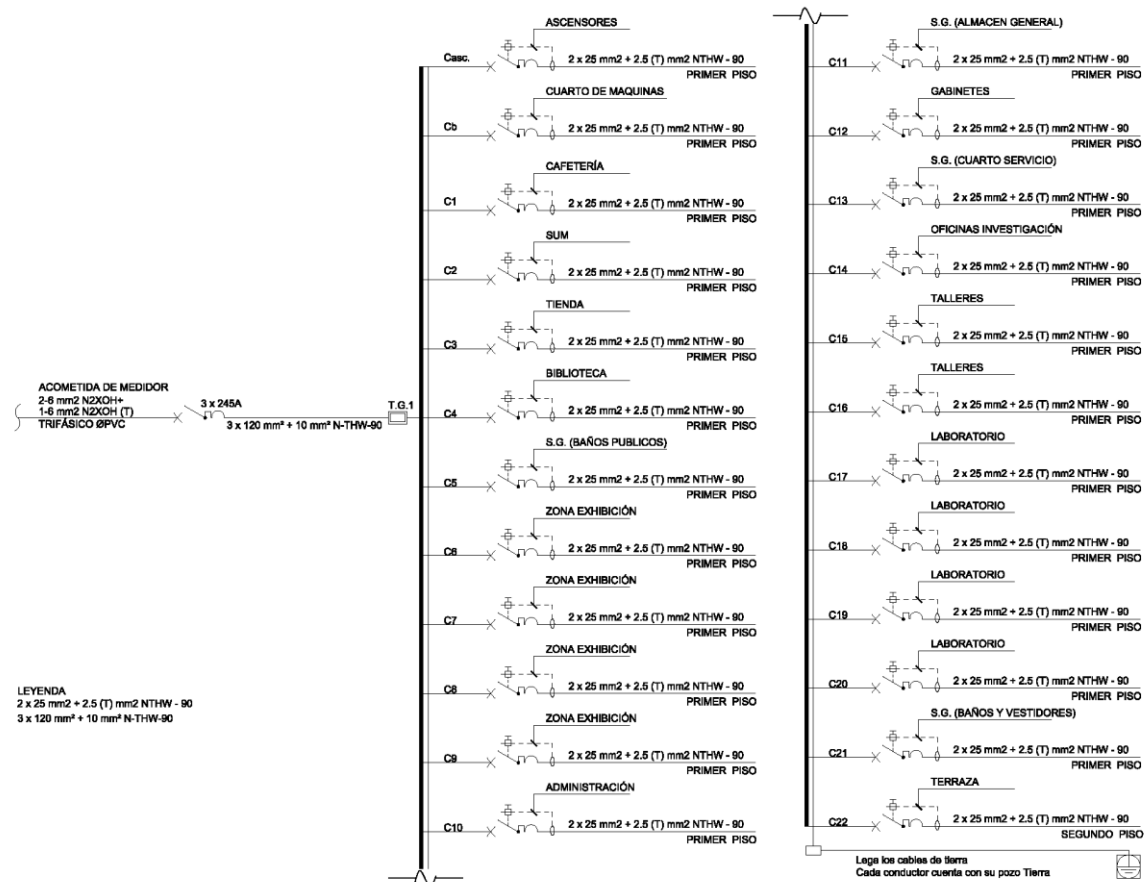 ACOMETIDA DE MEDIDOR
2-6 mm2 N2XOH+
1-6 mm2 N2XOH (T)
TRIFÁSICO ØPVC
3 x 245A
3 x 120 mm² + 10 mm² N-THW-90
T.G.1
LEYENDA
2 x 25 mm2 + 2.5 (T) mm2 NTHW - 90
3 x 120 mm² + 10 mm² N-THW-90
ASCENSORES
Casc.
2 x 25 mm2 + 2.5 (T) mm2 NTHW - 90
PRIMER PISO
CUARTO DE MAQUINAS
Cb
2 x 25 mm2 + 2.5 (T) mm2 NTHW - 90
PRIMER PISO
CAFETERÍA
C1
2 x 25 mm2 + 2.5 (T) mm2 NTHW - 90
PRIMER PISO
SUM
C2
2 x 25 mm2 + 2.5 (T) mm2 NTHW - 90
PRIMER PISO
TIENDA
C3
2 x 25 mm2 + 2.5 (T) mm2 NTHW - 90
PRIMER PISO
BIBLIOTECA
C4
2 x 25 mm2 + 2.5 (T) mm2 NTHW - 90
PRIMER PISO
S.G. (BAÑOS PUBLICOS)
C5
2 x 25 mm2 + 2.5 (T) mm2 NTHW - 90
PRIMER PISO
ZONA EXHIBICIÓN
C6
2 x 25 mm2 + 2.5 (T) mm2 NTHW - 90
PRIMER PISO
ZONA EXHIBICIÓN
C7
2 x 25 mm2 + 2.5 (T) mm2 NTHW - 90
PRIMER PISO
ZONA EXHIBICIÓN
C8
2 x 25 mm2 + 2.5 (T) mm2 NTHW - 90
PRIMER PISO
ZONA EXHIBICIÓN
C9
2 x 25 mm2 + 2.5 (T) mm2 NTHW - 90
PRIMER PISO
ADMINISTRACIÓN
C10
2 x 25 mm2 + 2.5 (T) mm2 NTHW - 90
PRIMER PISO
S.G. (ALMACEN GENERAL)
C11
2 x 25 mm2 + 2.5 (T) mm2 NTHW - 90
PRIMER PISO
GABINETES
C12
2 x 25 mm2 + 2.5 (T) mm2 NTHW - 90
PRIMER PISO
S.G. (CUARTO SERVICIO)
C13
2 x 25 mm2 + 2.5 (T) mm2 NTHW - 90
PRIMER PISO
OFICINAS INVESTIGACIÓN
C14
2 x 25 mm2 + 2.5 (T) mm2 NTHW - 90
PRIMER PISO
TALLERES
C15
2 x 25 mm2 + 2.5 (T) mm2 NTHW - 90
PRIMER PISO
TALLERES
C16
2 x 25 mm2 + 2.5 (T) mm2 NTHW - 90
PRIMER PISO
LABORATORIO
C17
2 x 25 mm2 + 2.5 (T) mm2 NTHW - 90
PRIMER PISO
LABORATORIO
C18
2 x 25 mm2 + 2.5 (T) mm2 NTHW - 90
PRIMER PISO
LABORATORIO
C19
2 x 25 mm2 + 2.5 (T) mm2 NTHW - 90
PRIMER PISO
LABORATORIO
C20
2 x 25 mm2 + 2.5 (T) mm2 NTHW - 90
PRIMER PISO
S.G. (BAÑOS Y VESTIDORES)
C21
2 x 25 mm2 + 2.5 (T) mm2 NTHW - 90
PRIMER PISO
TERRAZA
C22
2 x 25 mm2 + 2.5 (T) mm2 NTHW - 90
SEGUNDO PISO
Lega los cables de tierra
Cada conductor cuenta con su pozo Tierra